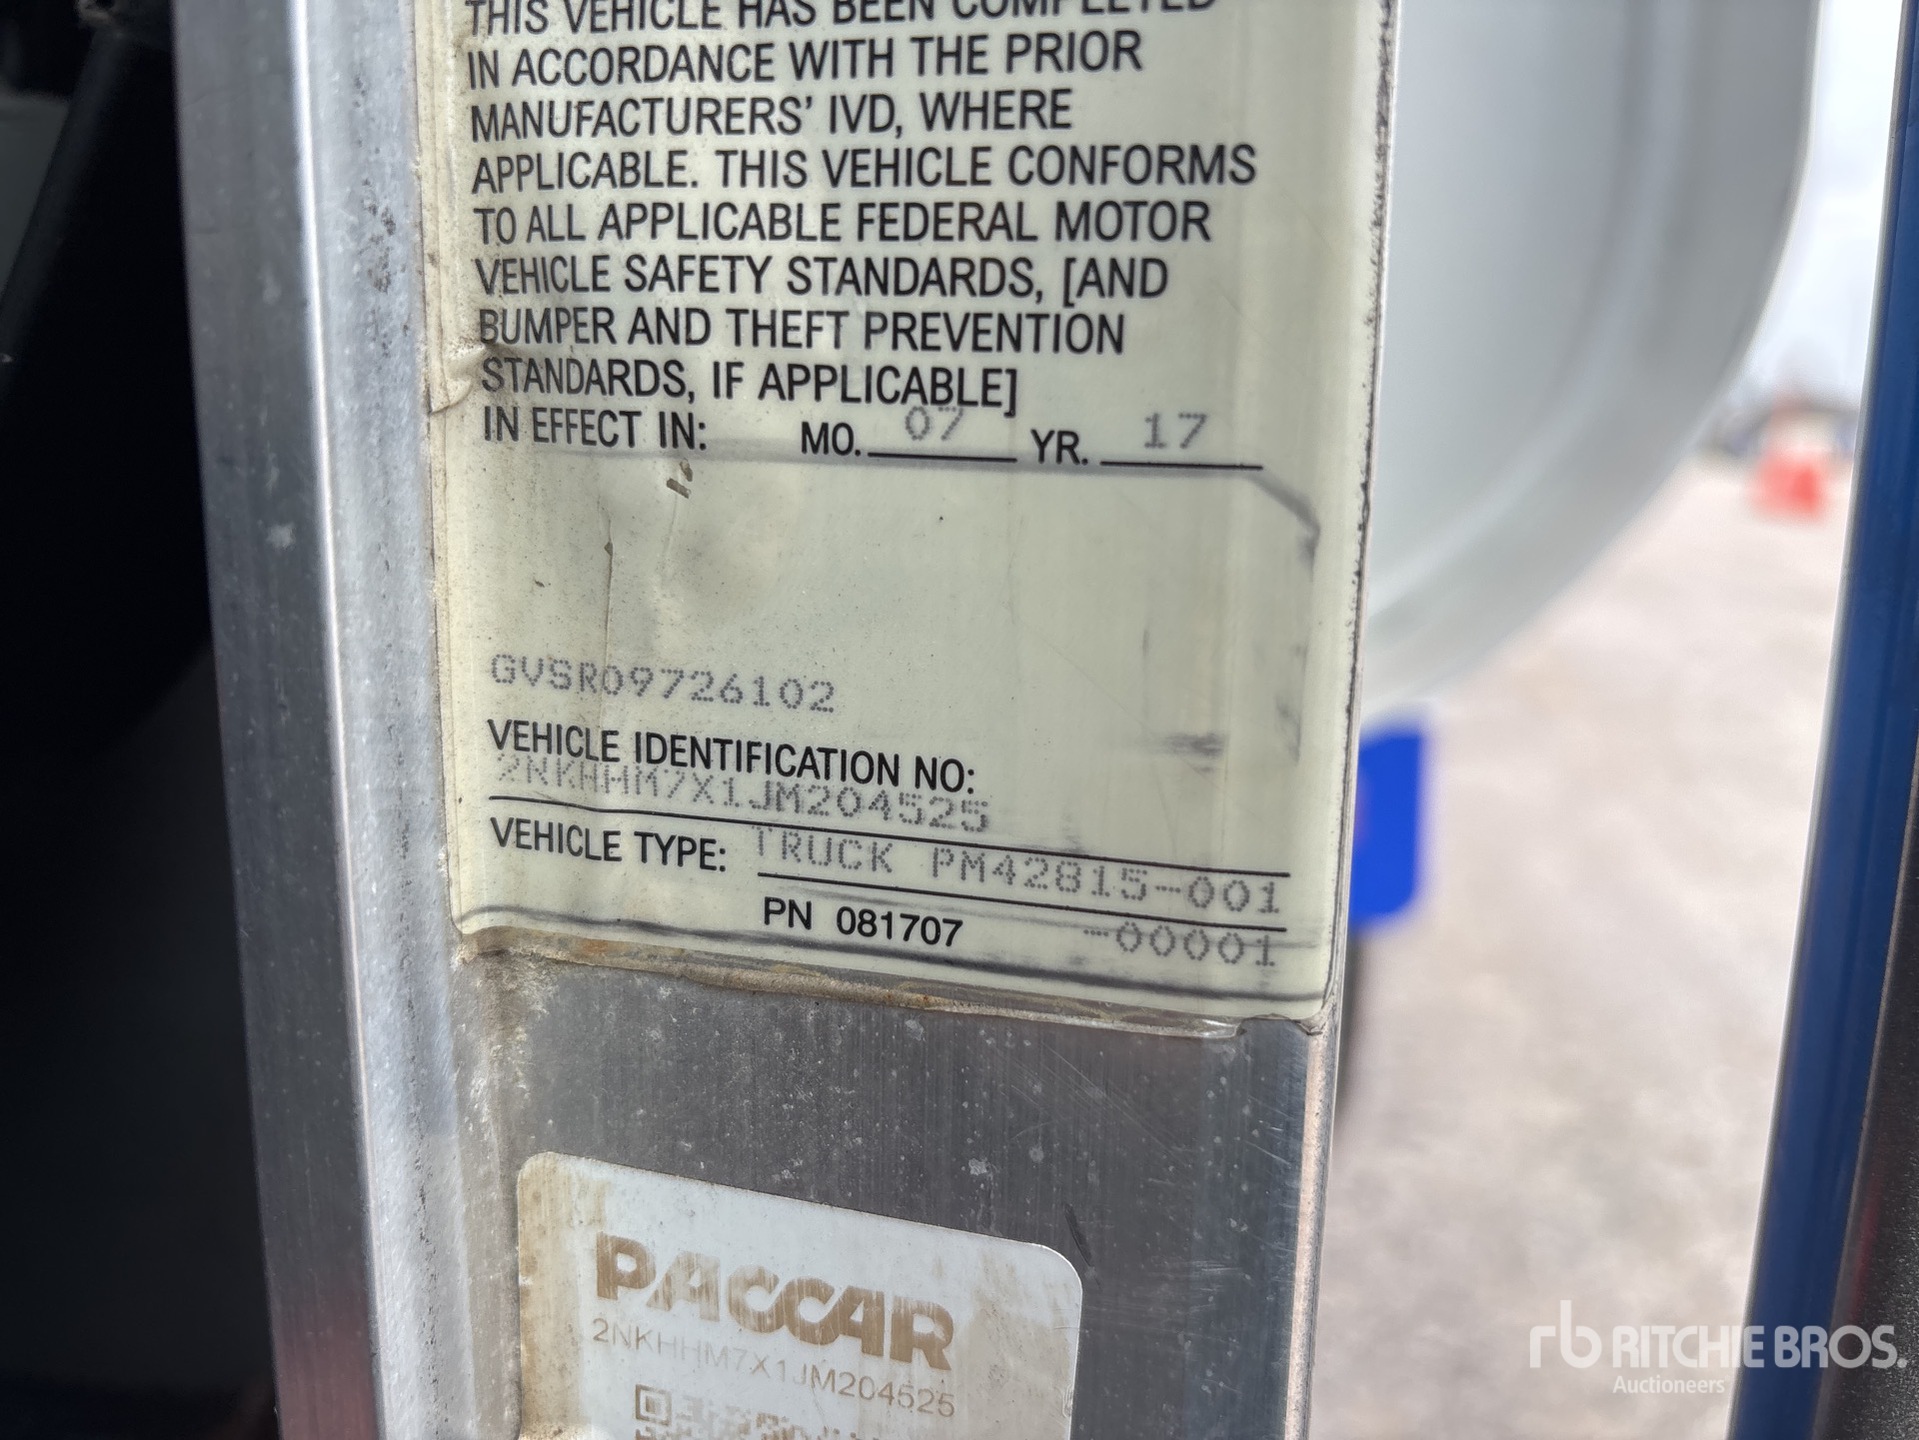 THIS VEHICLE HAS BEEN COMPLETED
IN ACCORDANCE WITH THE PRIOR
MANUFACTURERS' IVD, WHERE
APPLICABLE. THIS VEHICLE CONFORMS
TO ALL APPLICABLE FEDERAL MOTOR
VEHICLE SAFETY STANDARDS, [AND
BUMPER AND THEFT PREVENTION
STANDARDS, IF APPLICABLE]
IN EFFECT IN: MO. 07 YR. 17
GVSR09726102
VEHICLE IDENTIFICATION NO:
2NKHHM7X1JM204525
VEHICLE TYPE: TRUCK PM42815-001
PN 081707 -00001
PACCAR
2NKHHM7X1JM204525
rb RITCHIE BROS.
Auctioneers